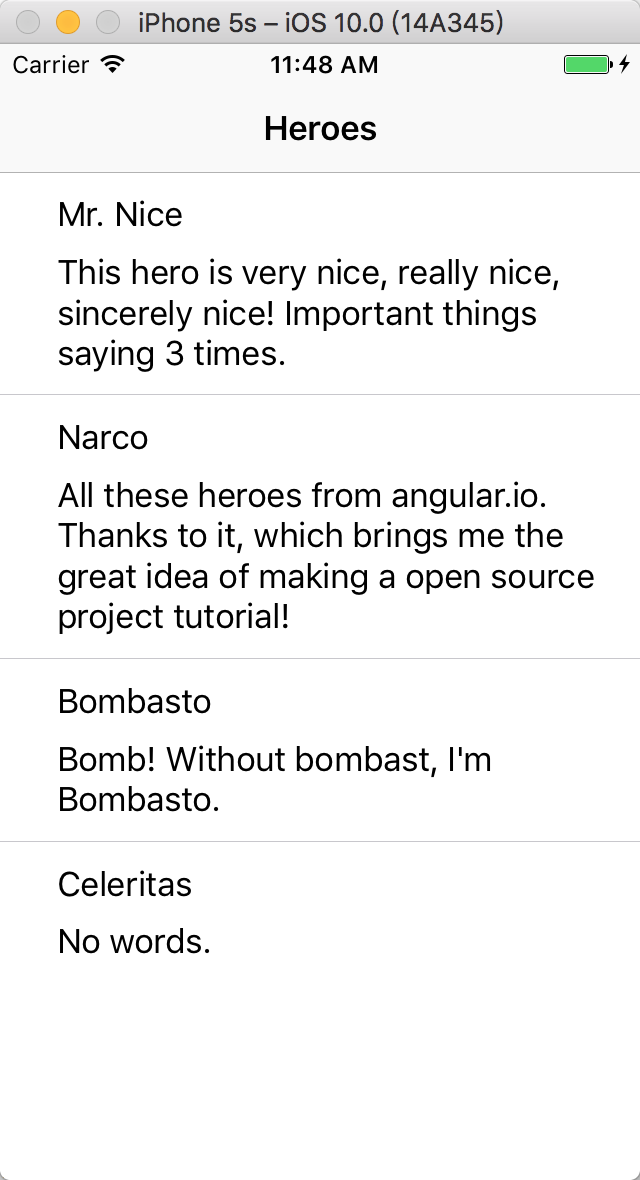 iPhone 5s – iOS 10.0 (14A345)
Carrier 11:48 AM
Heroes
Mr. Nice
This hero is very nice, really nice,
sincerely nice! Important things
saying 3 times.
Narco
All these heroes from angular.io.
Thanks to it, which brings me the
great idea of making a open source
project tutorial!
Bombasto
Bomb! Without bombast, I'm
Bombasto.
Celeritas
No words.